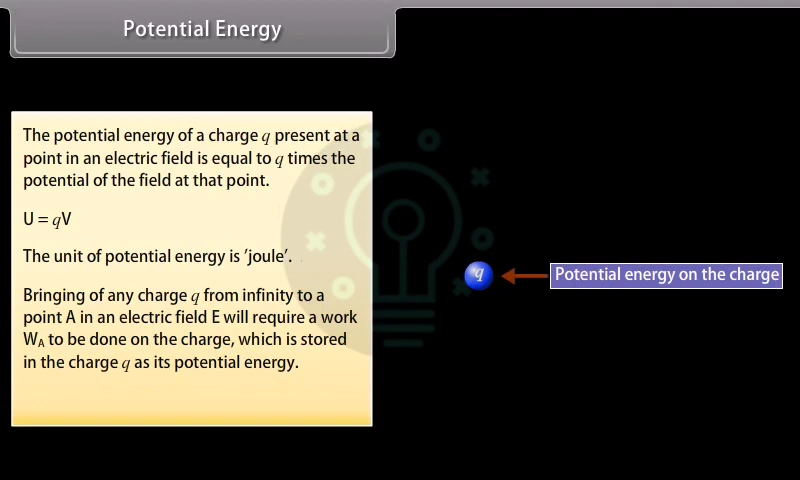 Potential Energy
The potential energy of a charge q present at a
point in an electric field is equal to q times the
potential of the field at that point.
U = qV
The unit of potential energy is ‘joule’.
Bringing of any charge q from infinity to a
point A in an electric field E will require a work
W_A to be done on the charge, which is stored
in the charge q as its potential energy.
q
Potential energy on the charge